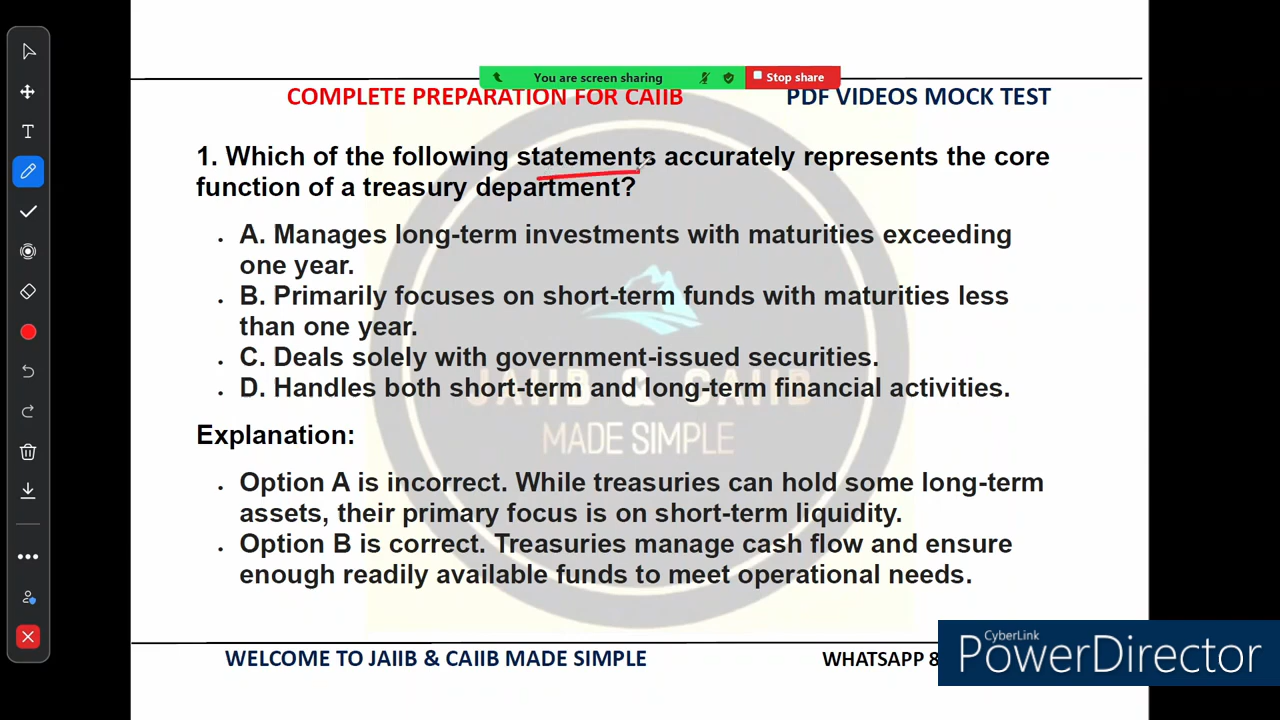 You are screen sharing
Stop share
COMPLETE PREPARATION FOR CAIIB PDF VIDEOS MOCK TEST
1. Which of the following statements accurately represents the core
function of a treasury department?
A. Manages long-term investments with maturities exceeding
one year.
B. Primarily focuses on short-term funds with maturities less
than one year.
C. Deals solely with government-issued securities.
D. Handles both short-term and long-term financial activities.
JAIIB & CAIIB
MADE SIMPLE
Explanation:
Option A is incorrect. While treasuries can hold some long-term
assets, their primary focus is on short-term liquidity.
Option B is correct. Treasuries manage cash flow and ensure
enough readily available funds to meet operational needs.
WELCOME TO JAIIB & CAIIB MADE SIMPLE WHATSAPP 8
CyberLink
PowerDirector